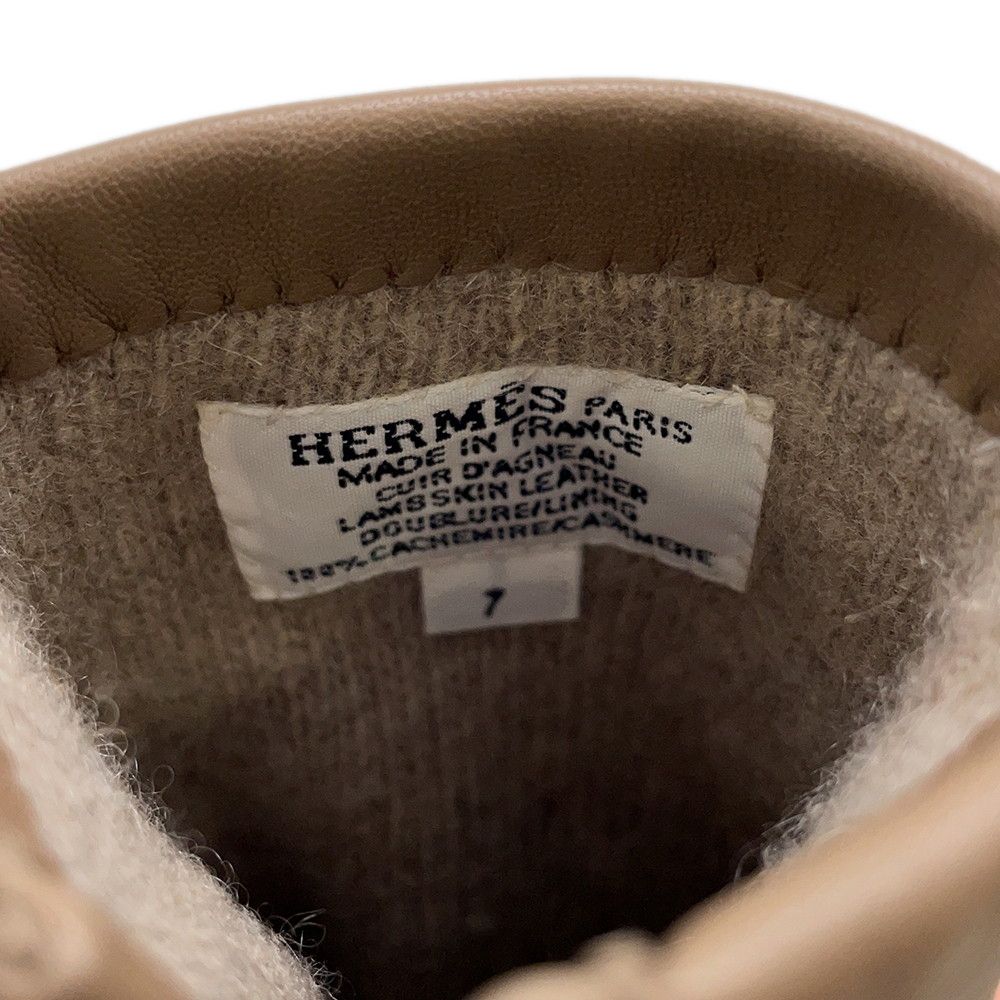 HERMÈS PARIS
MADE IN FRANCE
CUIR D'AGNEAU
LAMBSKIN LEATHER
DOUBLURE/LINING
100% CACHEMIRE/CASHMERE
7